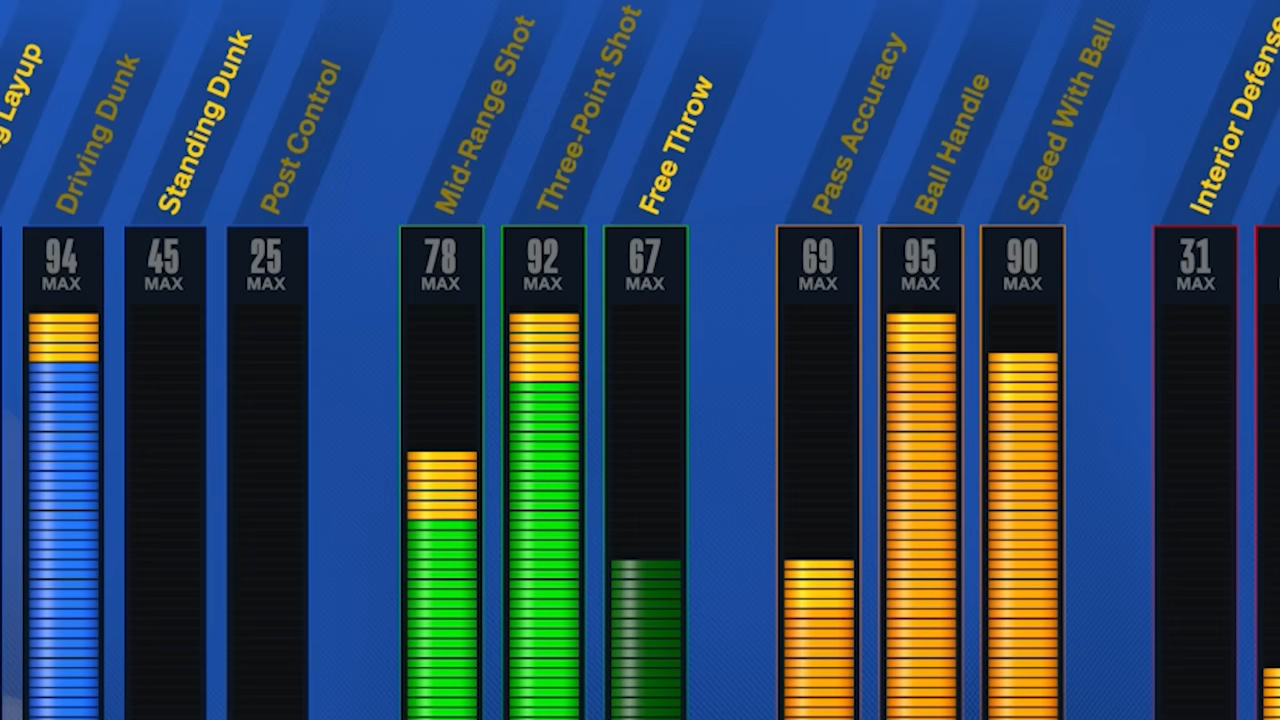 Layup
Driving Dunk
Standing Dunk
Post Control
Mid-Range Shot
Three-Point Shot
Free Throw
Pass Accuracy
Ball Handle
Speed With Ball
Interior Defense
94
MAX
45
MAX
25
MAX
78
MAX
92
MAX
67
MAX
69
MAX
95
MAX
90
MAX
31
MAX